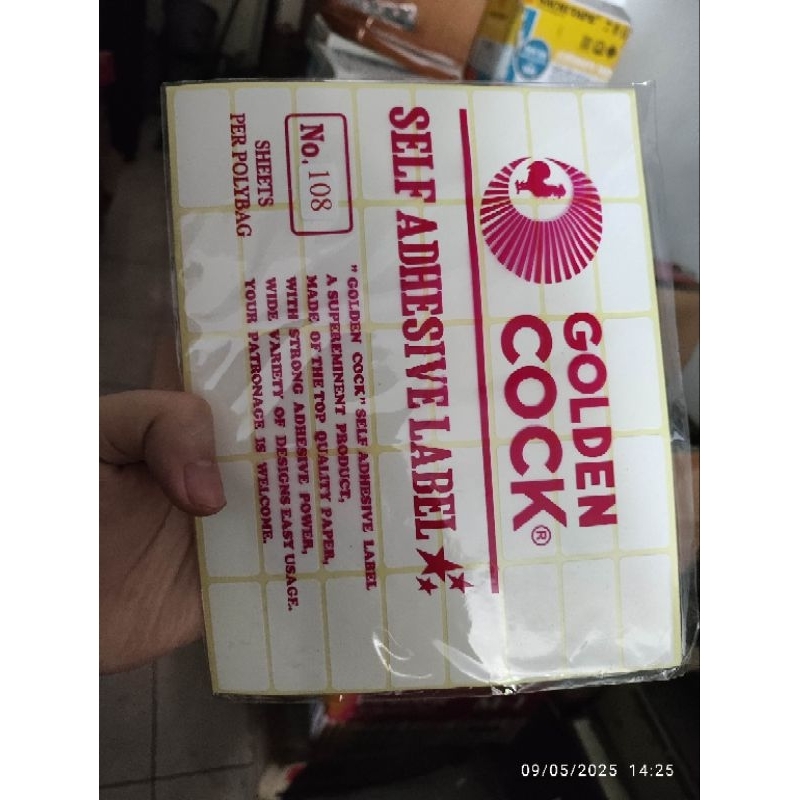 GOLDEN
COCK®
SELF ADHESIVE LABEL
No. 108
SHEETS
PER POLYBAG
"GOLDEN COCK" SELF ADHESIVE LABEL
A SUPEREMINENT PRODUCT,
MADE OF THE TOP QUALITY PAPER,
WITH STRONG ADHESIVE POWER,
WIDE VARIETY OF DESIGNS EASY USAGE.
YOUR PATRONAGE IS WELCOME.
09/05/2025 14:25